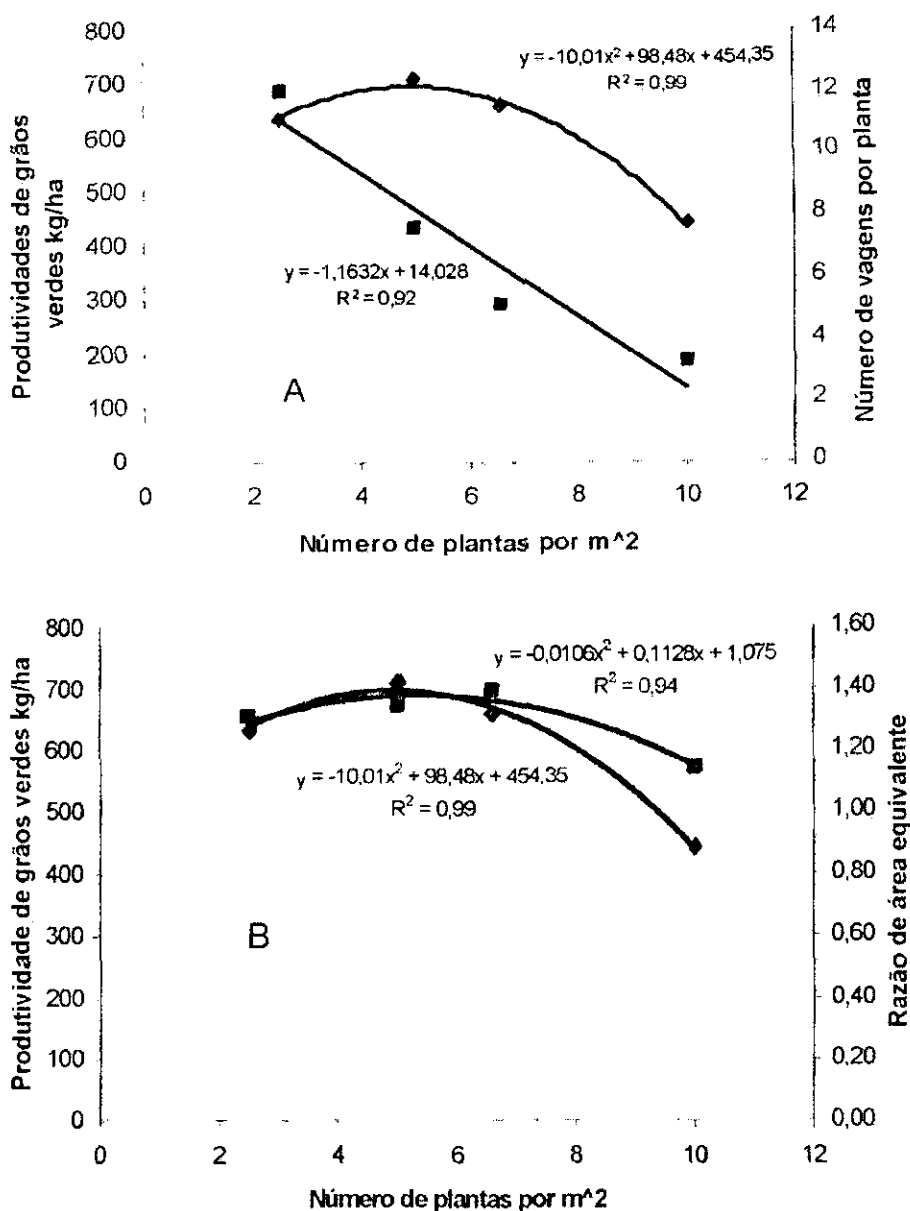 800
700
600
500
400
300
200
100
0
Produtividades de grãos
verdes kg/ha
y = -10,01x² + 98,48x + 454,35
R² = 0,99
y = -1,1632x + 14,028
R² = 0,92
A
14
12
10
8
6
4
2
0
Número de vagens por planta
0 2 4 6 8 10 12
Número de plantas por m^2
800
700
600
500
400
300
200
100
0
Produtividade de grãos verdes kg/ha
y = -0,0106x² + 0,1128x + 1,075
R² = 0,94
y = -10,01x² + 98,48x + 454,35
R² = 0,99
B
1,60
1,40
1,20
1,00
0,80
0,60
0,40
0,20
0,00
Razão de área equivalente
0 2 4 6 8 10 12
Número de plantas por m^2